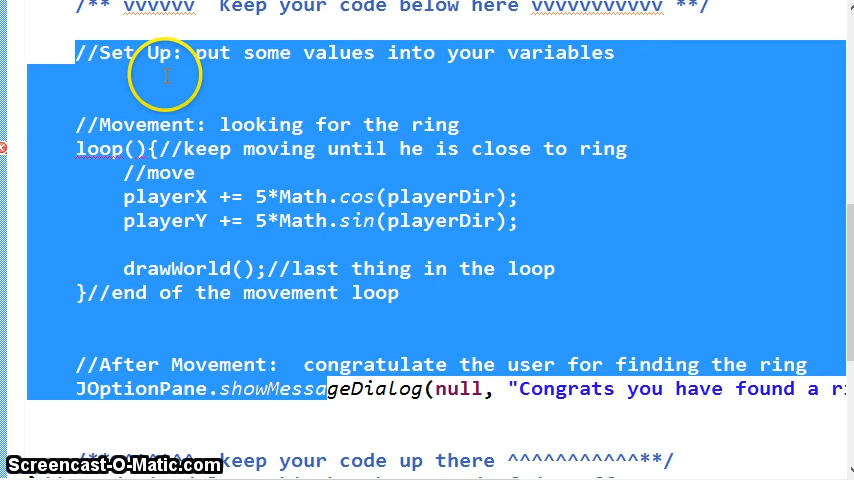 /** vvvvvv  Keep your code below here vvvvvvvvvvv **/
//Set Up: put some values into your variables
//Movement: looking for the ring
loop(){//keep moving until he is close to ring
//move
playerX += 5*Math.cos(playerDir);
playerY += 5*Math.sin(playerDir);
drawWorld();//last thing in the loop
}//end of the movement loop
//After Movement:  congratulate the user for finding the ring
JOptionPane.showMessageDialog(null, "Congrats you have found a ri
keep your code up there ^^^^^^^^^^^**/
Screencast-O-Matic.com